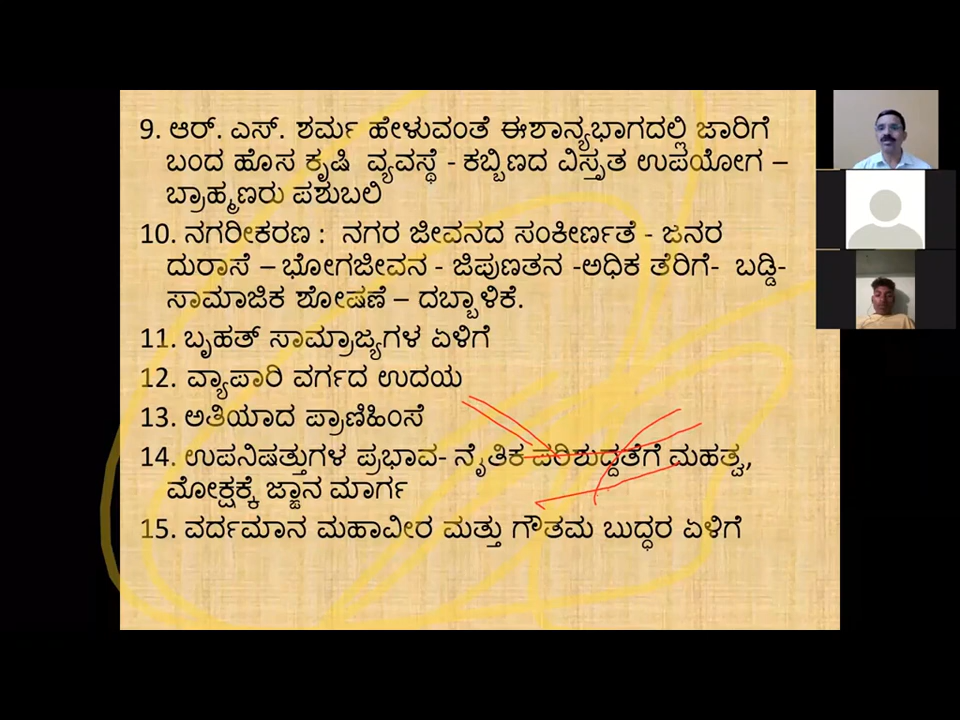 9. ಆರ್. ಎಸ್. ಶರ್ಮ ಹೇಳುವಂತೆ ಈಶಾನ್ಯಭಾಗದಲ್ಲಿ ಜಾರಿಗೆ
ಬಂದ ಹೊಸ ಕೃಷಿ ವ್ಯವಸ್ಥೆ - ಕಬ್ಬಿಣದ ವಿಸ್ತೃತ ಉಪಯೋಗ –
ಬ್ರಾಹ್ಮಣರು ಪಶುಬಲಿ
10. ನಗರೀಕರಣ : ನಗರ ಜೀವನದ ಸಂಕೀರ್ಣತೆ - ಜನರ
ದುರಾಸೆ – ಭೋಗಜೀವನ - ಜಿಪುಣತನ -ಅಧಿಕ ತೆರಿಗೆ- ಬಡ್ಡಿ-
ಸಾಮಾಜಿಕ ಶೋಷಣೆ – ದಬ್ಬಾಳಿಕೆ.
11. ಬೃಹತ್ ಸಾಮ್ರಾಜ್ಯಗಳ ಏಳಿಗೆ
12. ವ್ಯಾಪಾರಿ ವರ್ಗದ ಉದಯ
13. ಅತಿಯಾದ ಪ್ರಾಣಿಹಿಂಸೆ
14. ಉಪನಿಷತ್ತುಗಳ ಪ್ರಭಾವ- ನೈತಿಕ ಪರಿಶುದ್ದತೆಗೆ ಮಹತ್ವ,
ಮೋಕ್ಷಕ್ಕೆ ಜ್ಞಾನ ಮಾರ್ಗ
15. ವರ್ದಮಾನ ಮಹಾವೀರ ಮತ್ತು ಗೌತಮ ಬುದ್ಧರ ಏಳಿಗೆ